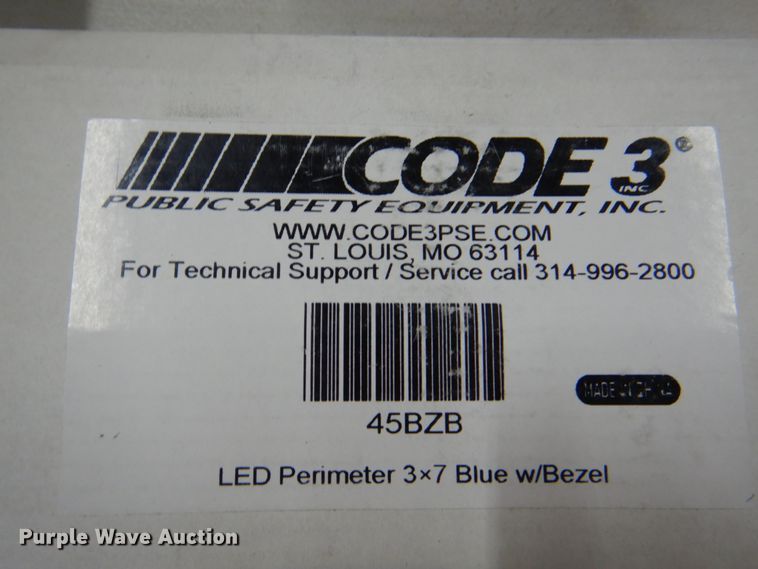 CODE 3®
INC
PUBLIC SAFETY EQUIPMENT, INC.
WWW.CODE3PSE.COM
ST. LOUIS, MO 63114
For Technical Support / Service call 314-996-2800
MADE IN CHINA
45BZB
LED Perimeter 3×7 Blue w/Bezel
Purple Wave Auction